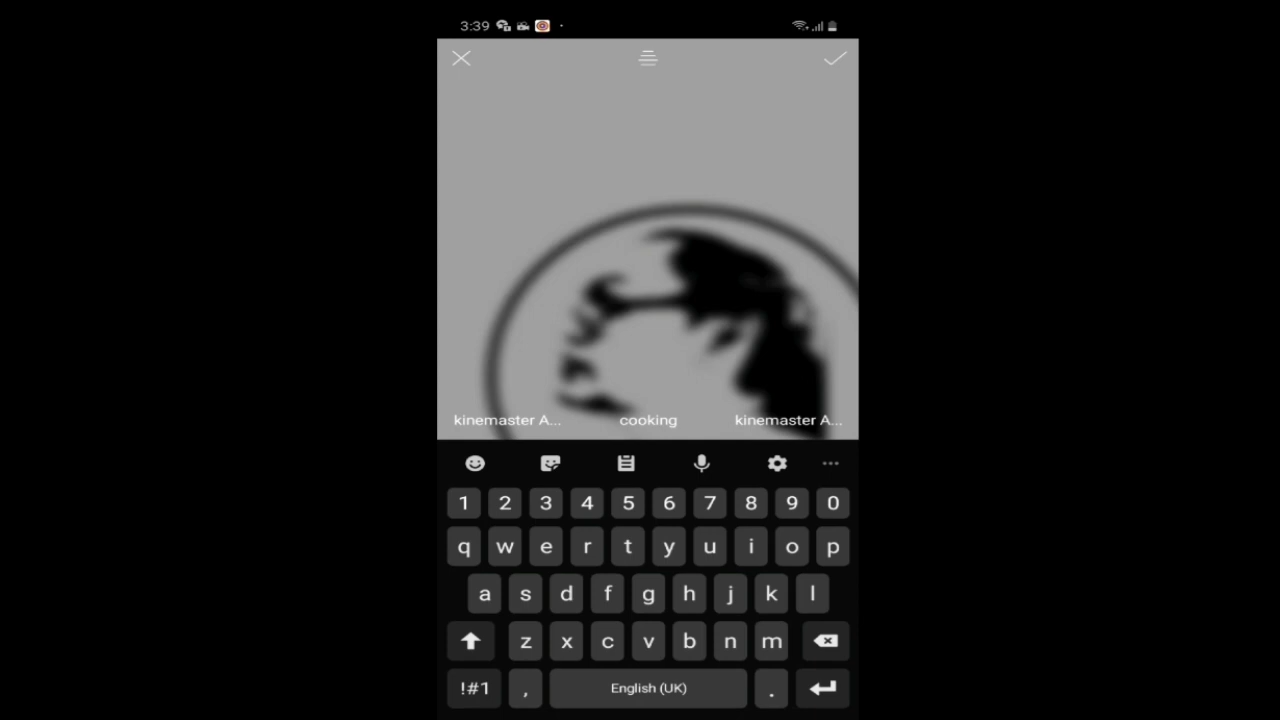 3:39
kinemaster A... cooking kinemaster A...
1 2 3 4 5 6 7 8 9 0
q w e r t y u i o p
a s d f g h j k l
z x c v b n m
!#1 , English (UK) .